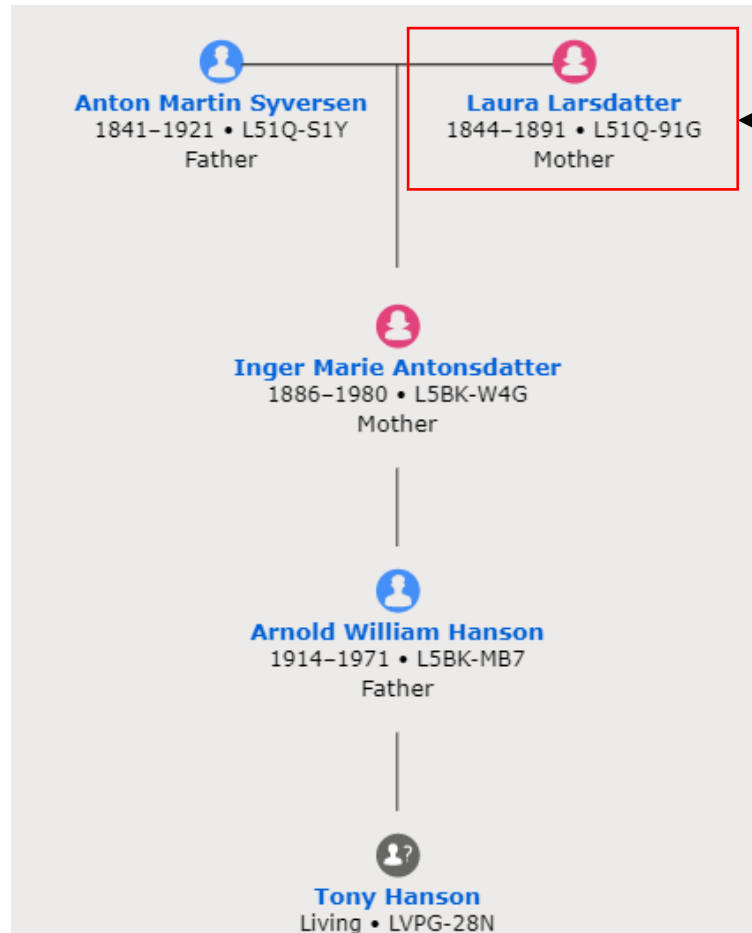 Anton Martin Syversen
1841–1921 • L51Q-S1Y
Father
Laura Larsdatter
1844–1891 • L51Q-91G
Mother
Inger Marie Antonsdatter
1886–1980 • L5BK-W4G
Mother
Arnold William Hanson
1914–1971 • L5BK-MB7
Father
?
Tony Hanson
Living • LVPG-28N